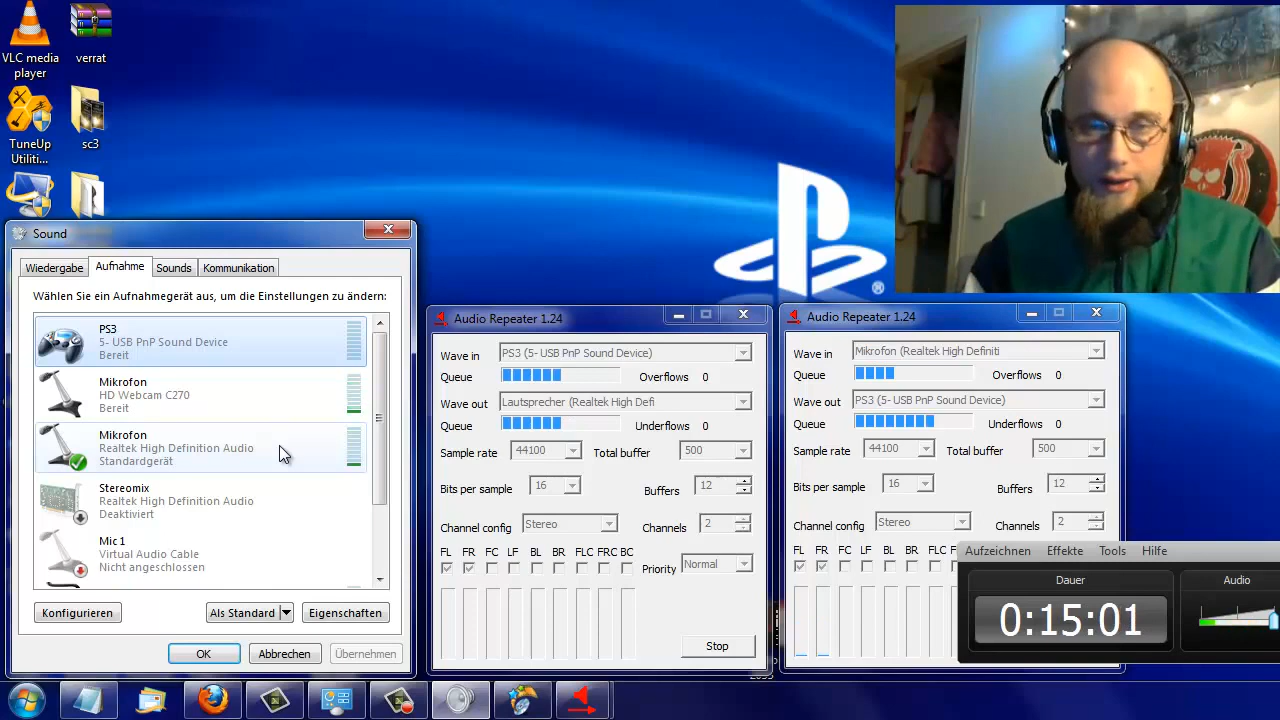 VLC media
player
verrat
TuneUp
Utiliti...
sc3
Sound
Wiedergabe
Aufnahme
Sounds
Kommunikation
Wählen Sie ein Aufnahmegerät aus, um die Einstellungen zu ändern:
PS3
5- USB PnP Sound Device
Bereit
Mikrofon
HD Webcam C270
Bereit
Mikrofon
Realtek High Definition Audio
Standardgerät
Stereomix
Realtek High Definition Audio
Deaktiviert
Mic 1
Virtual Audio Cable
Nicht angeschlossen
Konfigurieren
Als Standard
Eigenschaften
OK
Abbrechen
Übernehmen
Audio Repeater 1.24
Wave in
PS3 (5- USB PnP Sound Device)
Queue
Overflows 0
Wave out
Lautsprecher (Realtek High Defi
Queue
Underflows 0
Sample rate 44100 Total buffer 500
Bits per sample 16 Buffers 12
Channel config Stereo Channels 2
FL FR FC LF BL BR FLC FRC BC
Priority Normal
Stop
Audio Repeater 1.24
Wave in
Mikrofon (Realtek High Definiti
Queue
Overflows 0
Wave out
PS3 (5- USB PnP Sound Device)
Queue
Underflows 0
Sample rate 44100 Total buffer 500
Bits per sample 16 Buffers 12
Channel config Stereo Channels 2
FL FR FC LF BL BR FLC
Aufzeichnen Effekte Tools Hilfe
Dauer
0:15:01
Audio